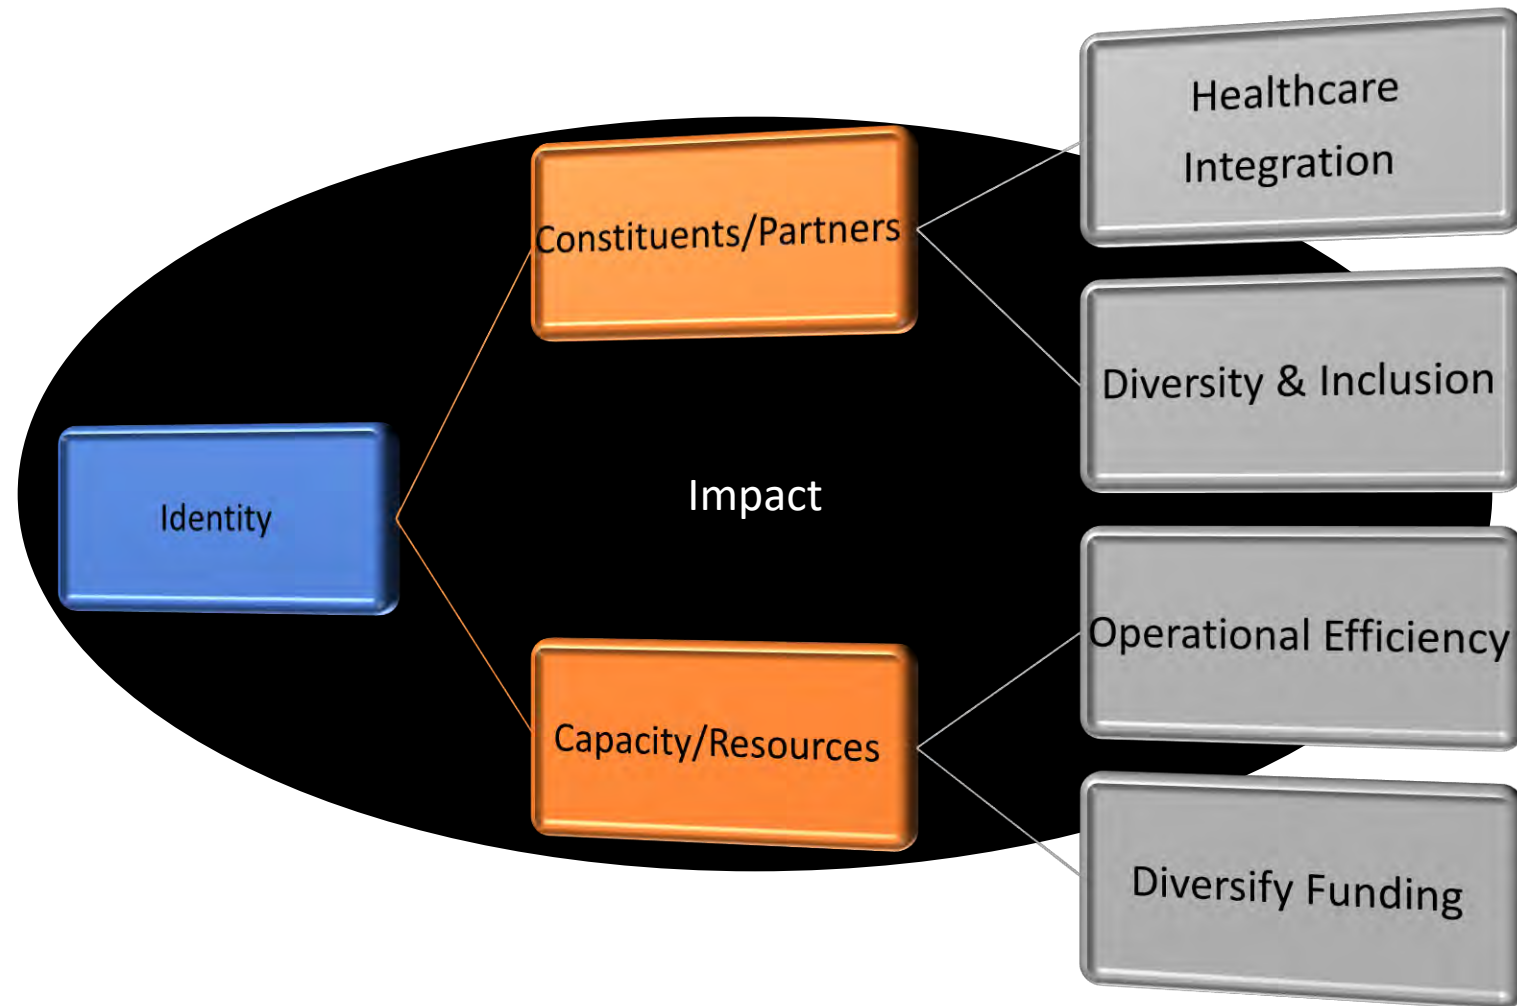 Healthcare
Integration
Constituents/Partners
Diversity & Inclusion
Impact
Identity
Operational Efficiency
Capacity/Resources
Diversify Funding